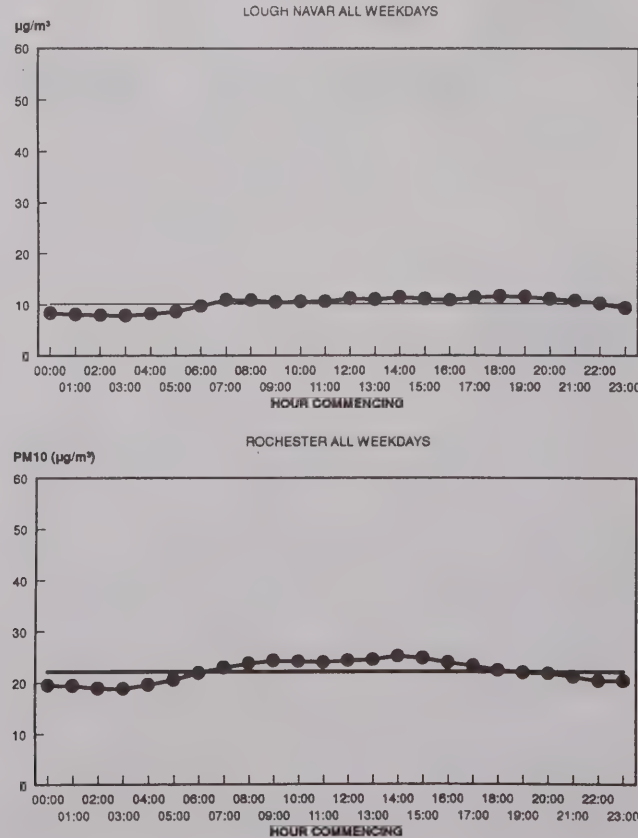 LOUGH NAVAR ALL WEEKDAYS
µg/m³
60
50
40
30
20
10
0
00:00 02:00 04:00 06:00 08:00 10:00 12:00 14:00 16:00 18:00 20:00 22:00
01:00 03:00 05:00 07:00 09:00 11:00 13:00 15:00 17:00 19:00 21:00 23:00
HOUR COMMENCING
ROCHESTER ALL WEEKDAYS
PM10 (µg/m³)
60
50
40
30
20
10
0
00:00 02:00 04:00 06:00 08:00 10:00 12:00 14:00 16:00 18:00 20:00 22:00
01:00 03:00 05:00 07:00 09:00 11:00 13:00 15:00 17:00 19:00 21:00 23:00
HOUR COMMENCING